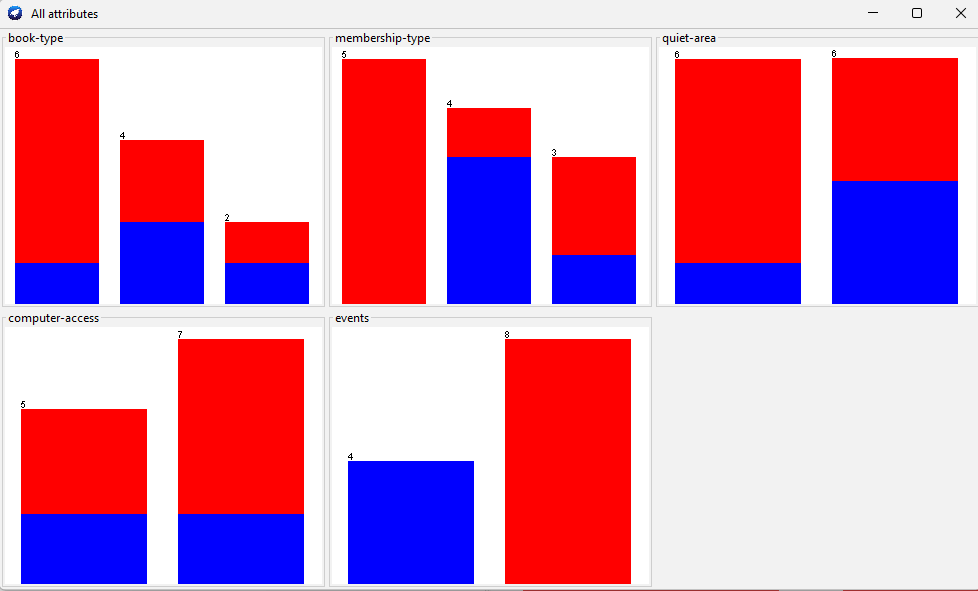 All attributes
book-type
6
4
2
membership-type
5
4
3
quiet-area
6
6
computer-access
5
7
events
4
8